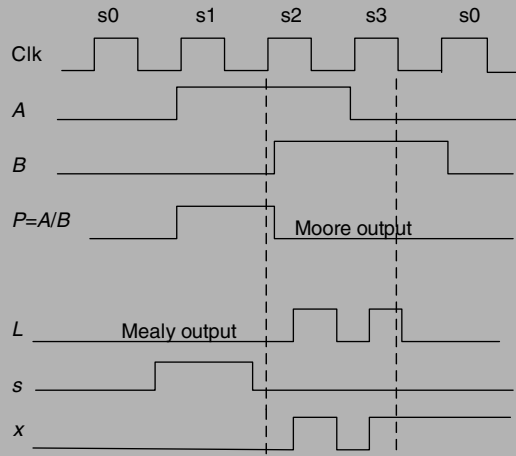 s0 s1 s2 s3 s0
Clk
A
B
P=A/B
Moore output
L
Mealy output
s
x